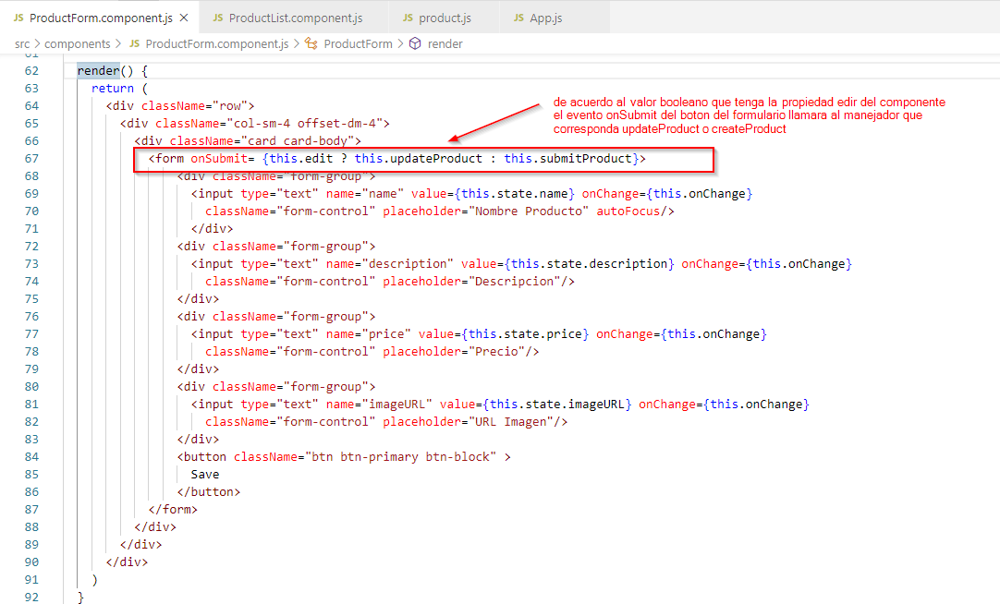 JS ProductForm.component.js × JS ProductList.component.js JS product.js JS App.js
src > components > JS ProductForm.component.js > ProductForm > render
61
62 render() {
63 return (
64 <div className="row">
65 <div className="col-sm-4 offset-dm-4">
66 <div className="card card-body">
67 <form onSubmit= {this.edit ? this.updateProduct : this.submitProduct}>
68 <div className="form-group">
69 <input type="text" name="name" value={this.state.name} onChange={this.onChange}
70 className="form-control" placeholder="Nombre Producto" autoFocus/>
71 </div>
72 <div className="form-group">
73 <input type="text" name="description" value={this.state.description} onChange={this.onChange}
74 className="form-control" placeholder="Descripcion"/>
75 </div>
76 <div className="form-group">
77 <input type="text" name="price" value={this.state.price} onChange={this.onChange}
78 className="form-control" placeholder="Precio"/>
79 </div>
80 <div className="form-group">
81 <input type="text" name="imageURL" value={this.state.imageURL} onChange={this.onChange}
82 className="form-control" placeholder="URL Imagen"/>
83 </div>
84 <button className="btn btn-primary btn-block" >
85 Save
86 </button>
87 </form>
88 </div>
89 </div>
90 </div>
91 )
92 }
de acuerdo al valor booleano que tenga la propiedad edir del componente
el evento onSubmit del boton del formulario llamara al manejador que
corresponda updateProduct o createProduct